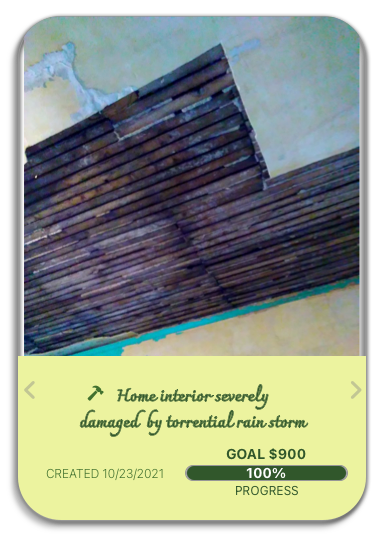 Home interior severely
damaged by torrential rain storm
GOAL $900
CREATED 10/23/2021
100%
PROGRESS